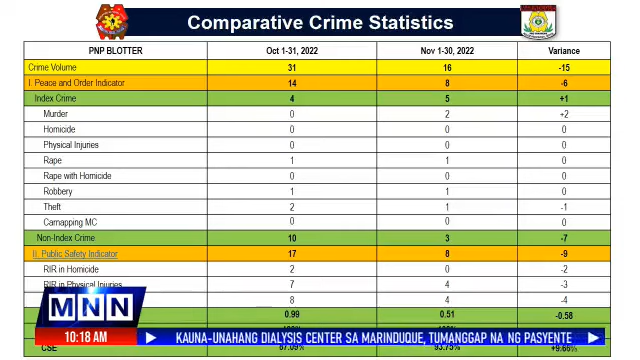 Comparative Crime Statistics
PNP BLOTTER Oct 1-31, 2022 Nov 1-30, 2022 Variance
Crime Volume 31 16 -15
I. Peace and Order Indicator 14 8 -6
Index Crime 4 5 +1
Murder 0 2 +2
Homicide 0 0 0
Physical Injuries 0 0 0
Rape 1 1 0
Rape with Homicide 0 0 0
Robbery 1 1 0
Theft 2 1 -1
Carnapping MC 0 0 0
Non-Index Crime 10 3 -7
II. Public Safety Indicator 17 8 -9
RIR in Homicide 2 0 -2
RIR in Physical Injuries 7 4 -3
8 4 -4
0.99 0.51 -0.58
MNN
10:18 AM KAUNA-UNAHANG DIALYSIS CENTER SA MARINDUQUE, TUMANGGAP NA NG PASYENTE
CSE 87.09% 93.75% +9.66%